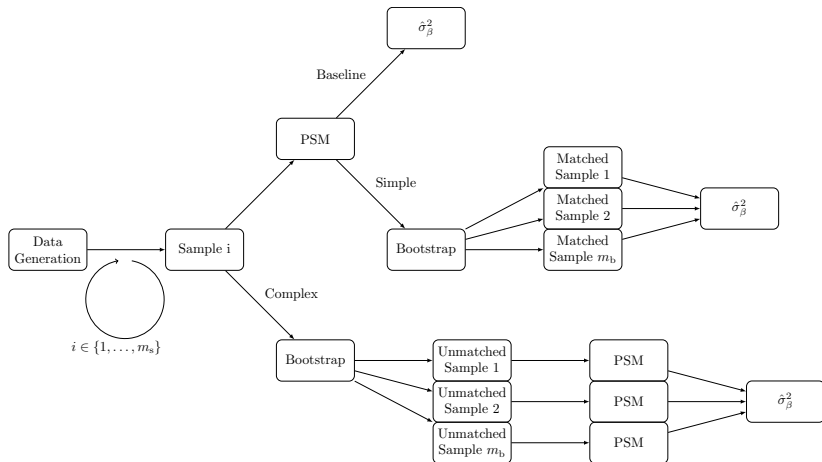 σ̂²_β
Baseline
PSM
Simple
Matched
Sample 1
Matched
Sample 2
Matched
Sample m_b
σ̂²_β
Bootstrap
Data
Generation
Sample i
i ∈ {1, . . . , m_s}
Complex
Bootstrap
Unmatched
Sample 1
PSM
Unmatched
Sample 2
PSM
Unmatched
Sample m_b
PSM
σ̂²_β